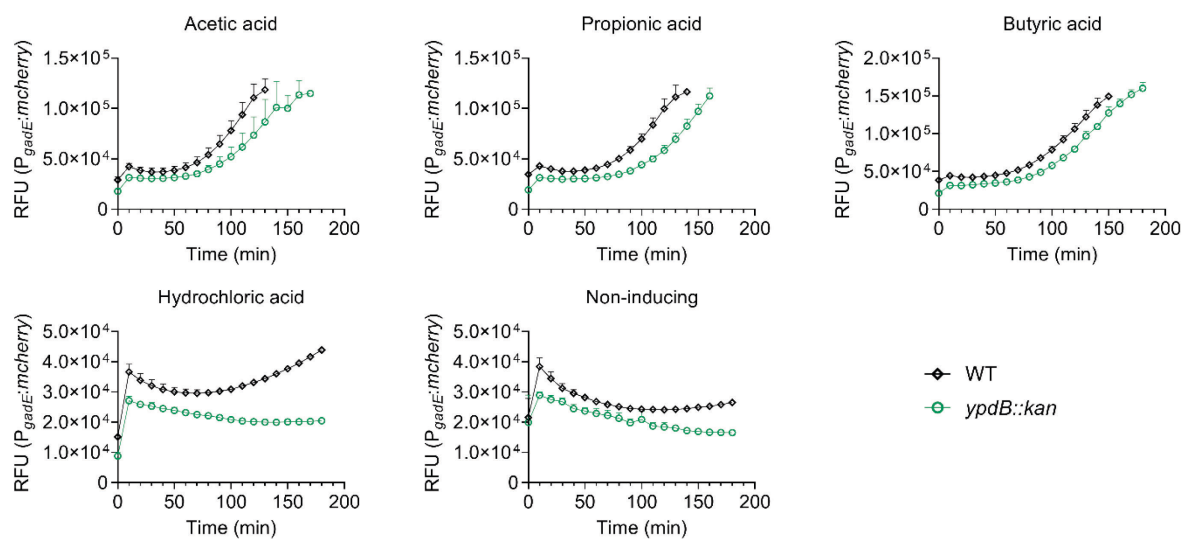 Acetic acid
RFU (PgadE:mcherry)
1.5×10⁵
1.0×10⁵
5.0×10⁴
0
0 50 100 150 200
Time (min)
Propionic acid
RFU (PgadE:mcherry)
1.5×10⁵
1.0×10⁵
5.0×10⁴
0
0 50 100 150 200
Time (min)
Butyric acid
RFU (PgadE:mcherry)
2.0×10⁵
1.5×10⁵
1.0×10⁵
5.0×10⁴
0
0 50 100 150 200
Time (min)
Hydrochloric acid
RFU (PgadE:mcherry)
5.0×10⁴
4.0×10⁴
3.0×10⁴
2.0×10⁴
1.0×10⁴
0
0 50 100 150 200
Time (min)
Non-inducing
RFU (PgadE:mcherry)
5.0×10⁴
4.0×10⁴
3.0×10⁴
2.0×10⁴
1.0×10⁴
0
0 50 100 150 200
Time (min)
WT
ypdB::kan